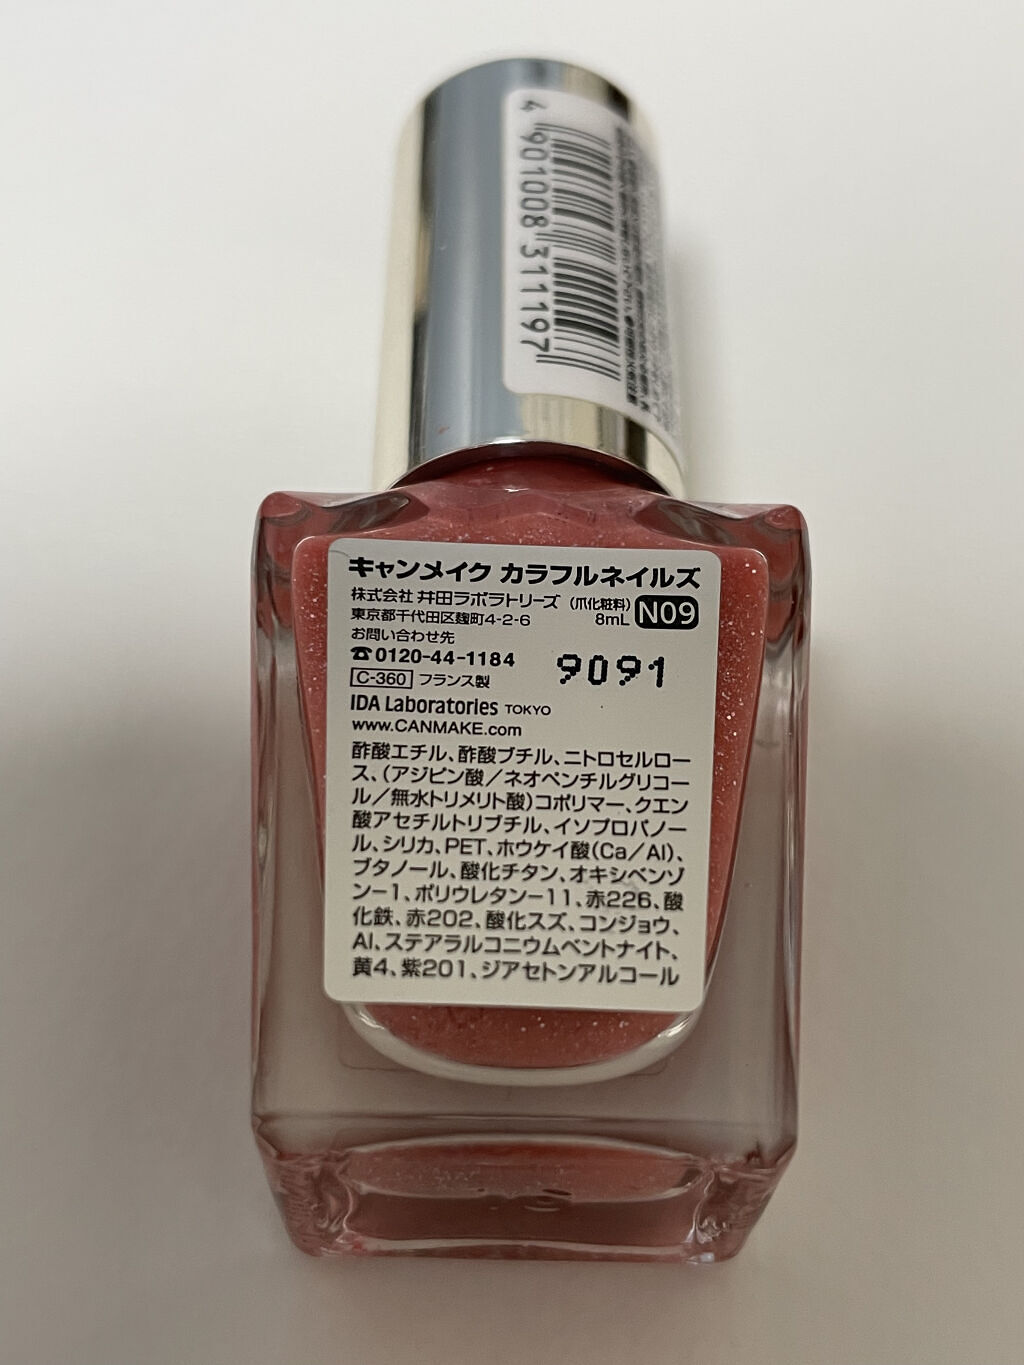 4 901008 311197
キャンメイク カラフルネイルズ
株式会社 井田ラボラトリーズ (爪化粧料)
東京都千代田区麹町4-2-6 8mL N09
お問い合わせ先
☎0120-44-1184 9091
C-360 フランス製
IDA Laboratories TOKYO
www.CANMAKE.com
酢酸エチル、酢酸ブチル、ニトロセルロー
ス、(アジピン酸/ネオペンチルグリコー
ル/無水トリメリト酸)コポリマー、クエン
酸アセチルトリブチル、イソプロパノー
ル、シリカ、PET、ホウケイ酸(Ca/Al)、
ブタノール、酸化チタン、オキシベンゾ
ン-1、ポリウレタン-11、赤226、酸
化鉄、赤202、酸化スズ、コンジョウ、
Al、ステアラルコニウムベントナイト、
黄4、紫201、ジアセトンアルコール